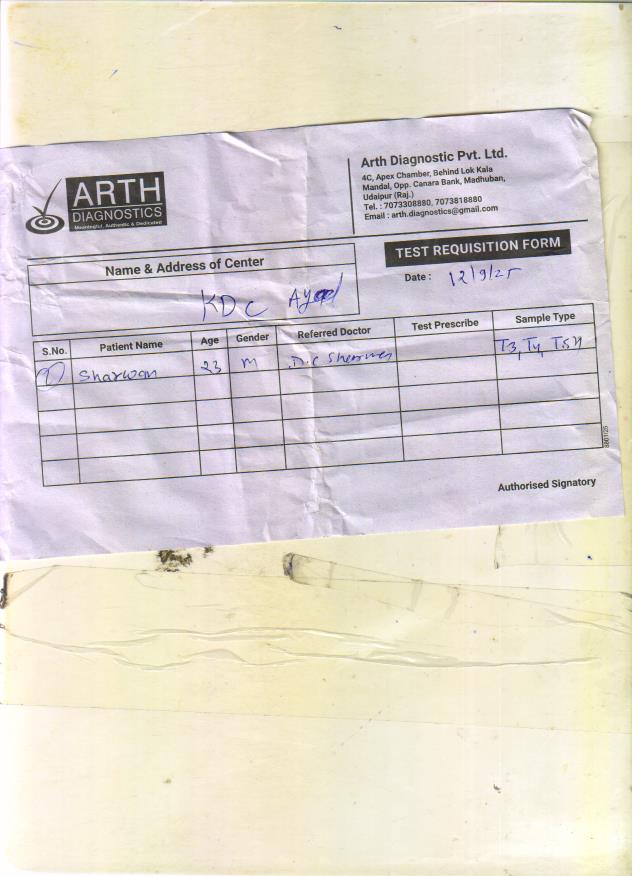 ARTH
DIAGNOSTICS
Meaningful, Authentic & Dedicated
Arth Diagnostic Pvt. Ltd.
4C, Apex Chamber, Behind Lok Kala
Mandal, Opp. Canara Bank, Madhuban,
Udaipur (Raj.)
Tel. : 7073308880, 7073818880
Email : arth.diagnostics@gmail.com
TEST REQUISITION FORM
Name & Address of Center
Date : 12/9/25
KDC
S.No. Patient Name Age Gender Referred Doctor Test Prescribe Sample Type
1 Sharwan 23 M T3, T4, TSH
Authorised Signatory